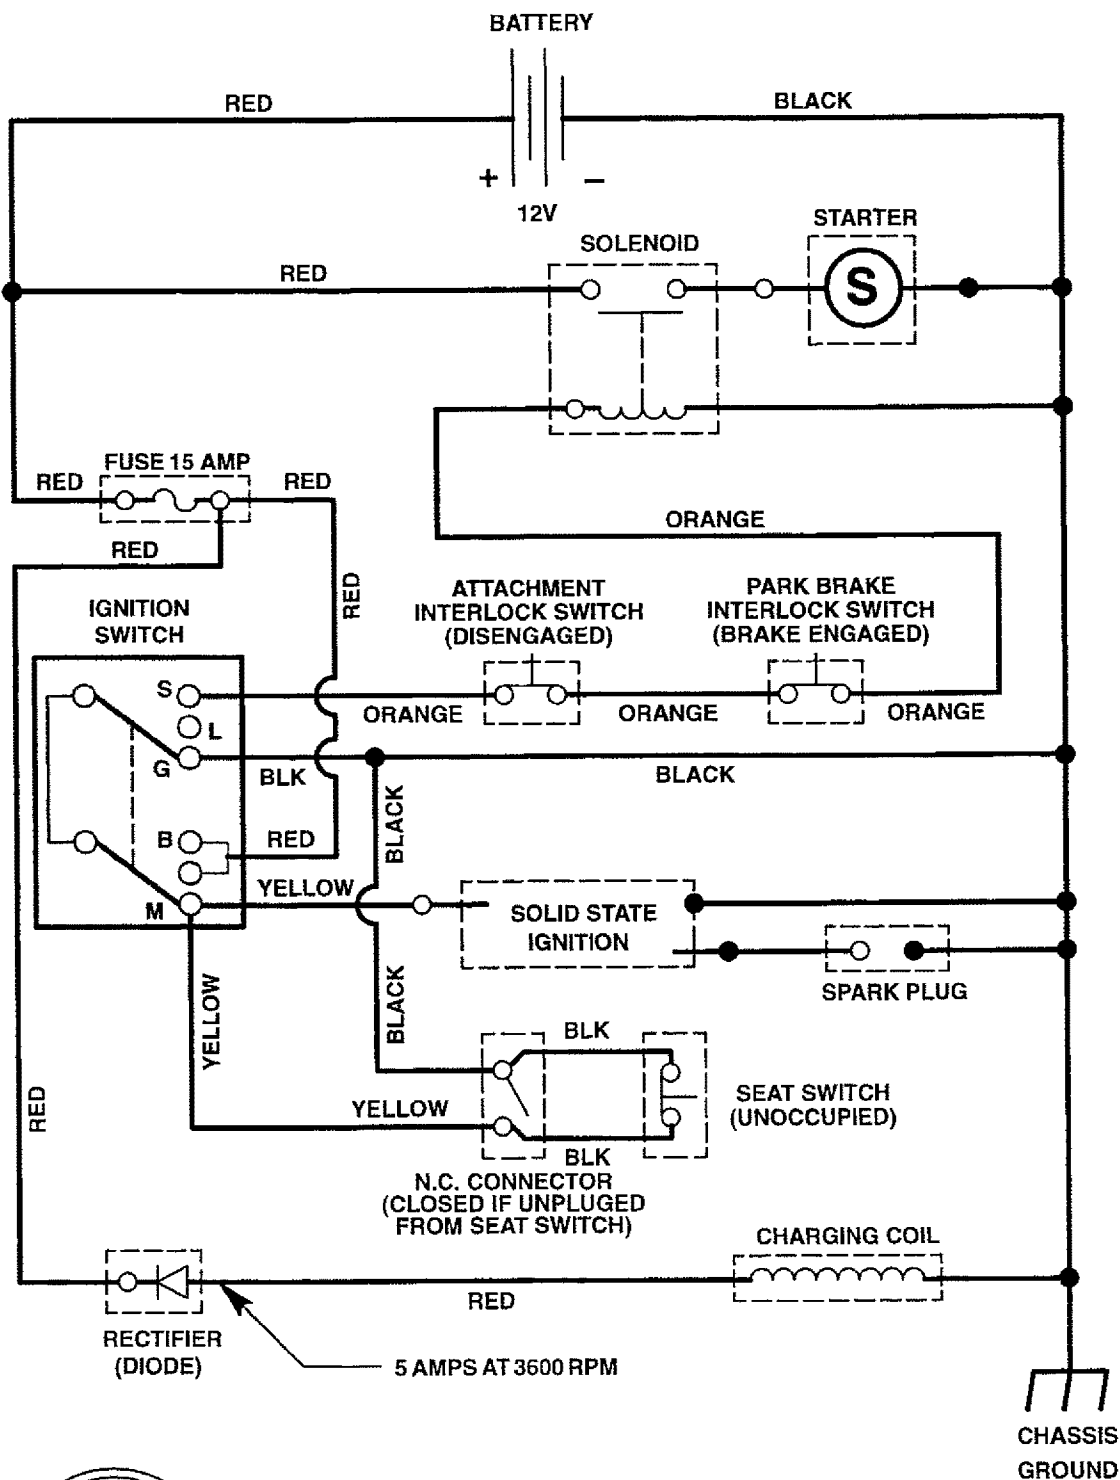 BATTERY
RED
BLACK
+
−
12V
STARTER
SOLENOID
RED
S
FUSE 15 AMP
RED
RED
ORANGE
RED
RED
IGNITION
SWITCH
ATTACHMENT
INTERLOCK SWITCH
(DISENGAGED)
PARK BRAKE
INTERLOCK SWITCH
(BRAKE ENGAGED)
S
L
ORANGE
ORANGE
ORANGE
G
BLK
BLACK
BLACK
B
RED
YELLOW
M
SOLID STATE
IGNITION
SPARK PLUG
YELLOW
BLACK
BLK
SEAT SWITCH
(UNOCCUPIED)
YELLOW
RED
BLK
N.C. CONNECTOR
(CLOSED IF UNPLUGED
FROM SEAT SWITCH)
CHARGING COIL
RED
RECTIFIER
(DIODE)
5 AMPS AT 3600 RPM
CHASSIS
GROUND